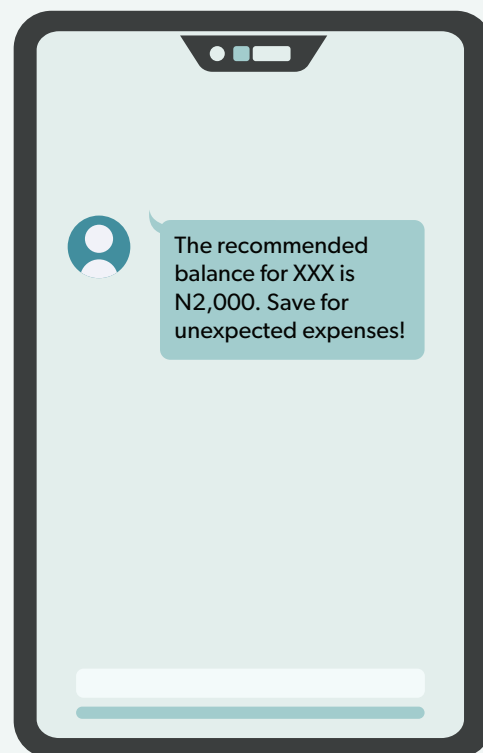 The recommended
balance for XXX is
N2,000. Save for
unexpected expenses!